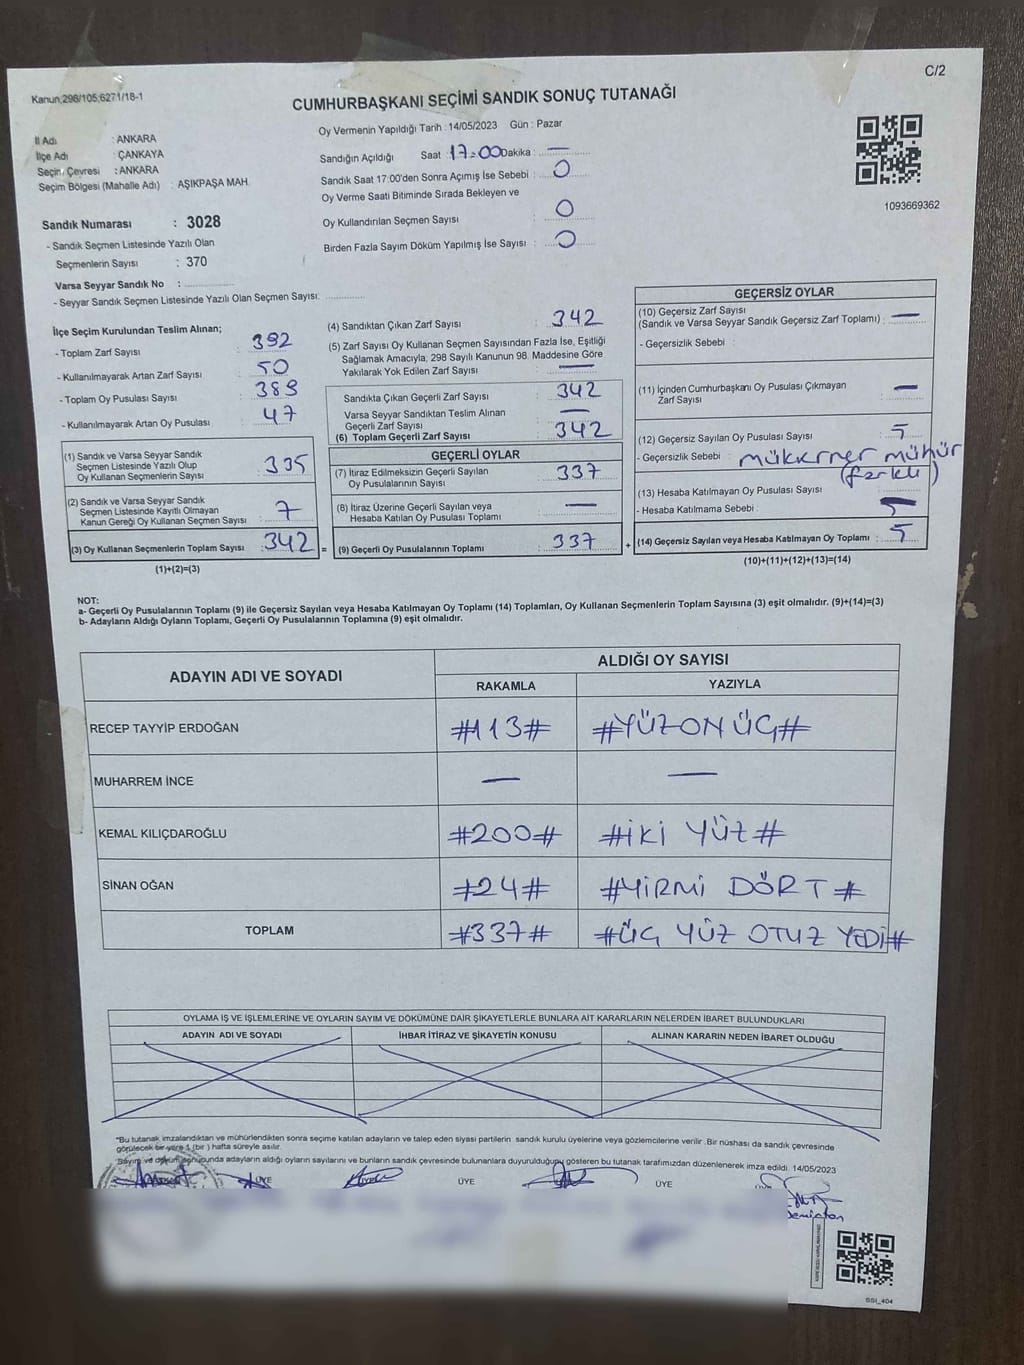 C/2
Kanun;298/105;6271/18-1
CUMHURBAŞKANI SEÇİMİ SANDIK SONUÇ TUTANAĞI
İl Adı : ANKARA
İlçe Adı : ÇANKAYA
Seçim Çevresi : ANKARA
Seçim Bölgesi (Mahalle Adı) : AŞIKPAŞA MAH.
Sandık Numarası : 3028
- Sandık Seçmen Listesinde Yazılı Olan
Seçmenlerin Sayısı : 370
Varsa Seyyar Sandık No :
- Seyyar Sandık Seçmen Listesinde Yazılı Olan Seçmen Sayısı:
Oy Vermenin Yapıldığı Tarih : 14/05/2023 Gün : Pazar
Sandığın Açıldığı Saat : 17:00 Dakika : —
Sandık Saat 17:00'den Sonra Açımış İse Sebebi : 0
Oy Verme Saati Bitiminde Sırada Bekleyen ve
Oy Kullandırılan Seçmen Sayısı : 0
Birden Fazla Sayım Döküm Yapılmış İse Sayısı : 0
1093669362
İlçe Seçim Kurulundan Teslim Alınan;
- Toplam Zarf Sayısı : 392
- Kullanılmayarak Artan Zarf Sayısı : 50
- Toplam Oy Pusulası Sayısı : 389
- Kullanılmayarak Artan Oy Pusulası : 47
(1) Sandık ve Varsa Seyyar Sandık
Seçmen Listesinde Yazılı Olup
Oy Kullanan Seçmenlerin Sayısı : 335
(2) Sandık ve Varsa Seyyar Sandık
Seçmen Listesinde Kayıtlı Olmayan
Kanun Gereği Oy Kullanan Seçmen Sayısı : 7
(3) Oy Kullanan Seçmenlerin Toplam Sayısı : 342 =
(1)+(2)=(3)
(4) Sandıktan Çıkan Zarf Sayısı : 342
(5) Zarf Sayısı Oy Kullanan Seçmen Sayısından Fazla İse, Eşitliği
Sağlamak Amacıyla; 298 Sayılı Kanunun 98. Maddesine Göre
Yakılarak Yok Edilen Zarf Sayısı : —
Sandıkta Çıkan Geçerli Zarf Sayısı : 342
Varsa Seyyar Sandıktan Teslim Alınan
Geçerli Zarf Sayısı : —
(6) Toplam Geçerli Zarf Sayısı : 342
GEÇERLİ OYLAR
(7) İtiraz Edilmeksizin Geçerli Sayılan
Oy Pusulalarının Sayısı : 337
(8) İtiraz Üzerine Geçerli Sayılan veya
Hesaba Katılan Oy Pusulası Toplamı : —
(9) Geçerli Oy Pusulalarının Toplamı : 337 +
GEÇERSİZ OYLAR
(10) Geçersiz Zarf Sayısı
(Sandık ve Varsa Seyyar Sandık Geçersiz Zarf Toplamı) : —
- Geçersizlik Sebebi :
(11) İçinden Cumhurbaşkanı Oy Pusulası Çıkmayan
Zarf Sayısı : —
(12) Geçersiz Sayılan Oy Pusulası Sayısı : 5
- Geçersizlik Sebebi : mükerrer mühür
(farklı)
(13) Hesaba Katılmayan Oy Pusulası Sayısı :
- Hesaba Katılmama Sebebi :
(14) Geçersiz Sayılan veya Hesaba Katılmayan Oy Toplamı : 5
(10)+(11)+(12)+(13)=(14)
NOT:
a- Geçerli Oy Pusulalarının Toplamı (9) ile Geçersiz Sayılan veya Hesaba Katılmayan Oy Toplamı (14) Toplamları, Oy Kullanan Seçmenlerin Toplam Sayısına (3) eşit olmalıdır. (9)+(14)=(3)
b- Adayların Aldığı Oyların Toplamı, Geçerli Oy Pusulalarının Toplamına (9) eşit olmalıdır.
ADAYIN ADI VE SOYADI
ALDIĞI OY SAYISI
RAKAMLA YAZIYLA
RECEP TAYYİP ERDOĞAN #113# #YÜZONÜÇ#
MUHARREM İNCE — —
KEMAL KILIÇDAROĞLU #200# #İKİ YÜZ#
SİNAN OĞAN #24# #YİRMİ DÖRT#
TOPLAM #337# #ÜÇ YÜZ OTUZ YEDİ#
OYLAMA İŞ VE İŞLEMLERİNE VE OYLARIN SAYIM VE DÖKÜMÜNE DAİR ŞİKAYETLERLE BUNLARA AİT KARARLARIN NELERDEN İBARET BULUNDUKLARI
ADAYIN ADI VE SOYADI İHBAR İTİRAZ VE ŞİKAYETİN KONUSU ALINAN KARARIN NEDEN İBARET OLDUĞU
*Bu tutanak imzalandıktan ve mühürlendikten sonra seçime katılan adayların ve talep eden siyasi partilerin sandık kurulu üyelerine veya gözlemcilerine verilir .Bir nüshası da sandık çevresinde
görülecek bir yere 1 (bir ) hafta süreyle asılır.
Sayım ve döküm sonucunda adayların aldığı oyların sayılarını ve bunların sandık çevresinde bulunanlara duyurulduğunu gösteren bu tutanak tarafımızdan düzenlenerek imza edildi. 14/05/2023
ÜYE ÜYE ÜYE ÜYE
SSI_404